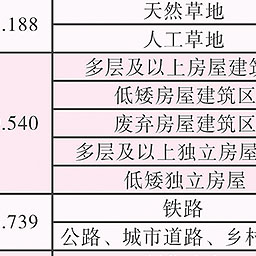 .188
天然草地
人工草地
.540
多层及以上房屋建
低矮房屋建筑区
废弃房屋建筑区
多层及以上独立房屋
低矮独立房屋
.739
铁路
公路、城市道路、乡